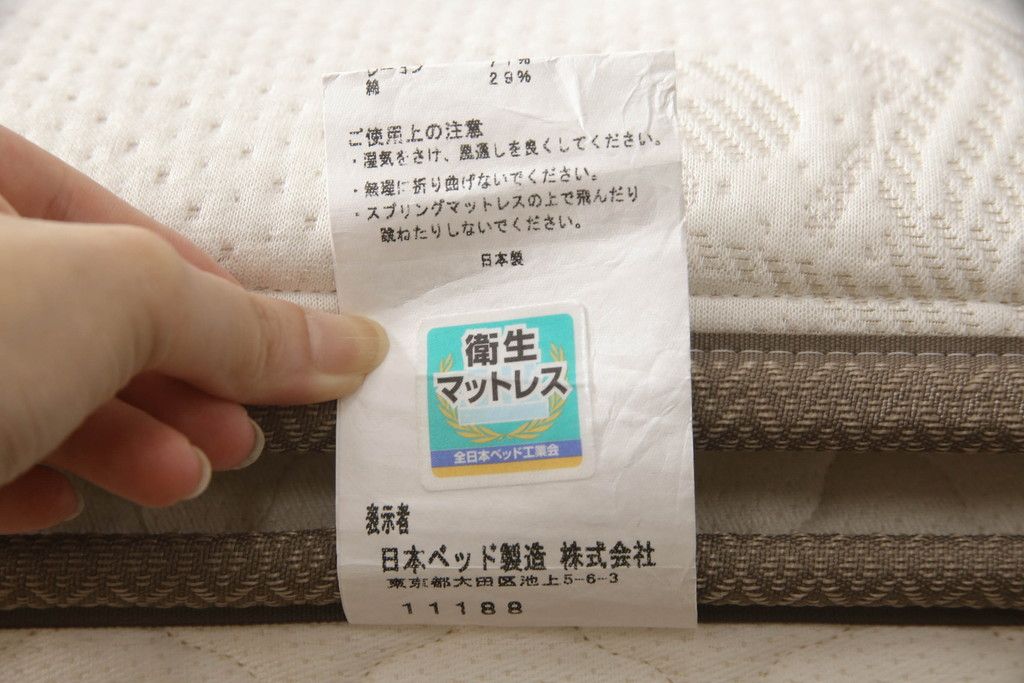 レーヨン 71%
綿 29%
ご使用上の注意
・湿気をさけ、風通しを良くしてください。
・無理に折り曲げないでください。
・スプリングマットレスの上で飛んだり
跳ねたりしないでください。
日本製
衛生
マットレス
全日本ベッド工業会
表示者
日本ベッド製造 株式会社
東京都大田区池上5-6-3
11188